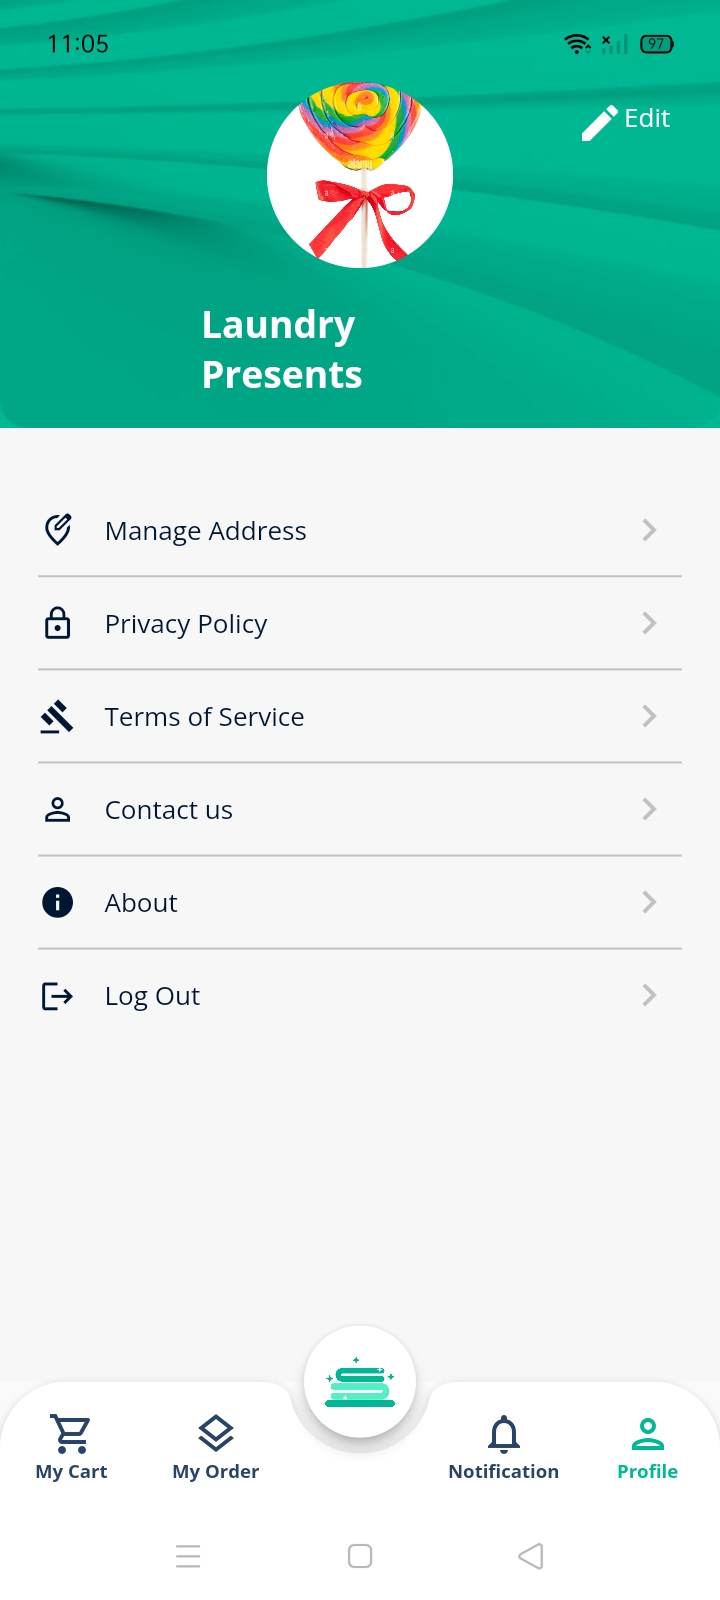 11:05
97
Edit
Laundry
Presents
Manage Address
Privacy Policy
Terms of Service
Contact us
About
Log Out
My Cart
My Order
Notification
Profile